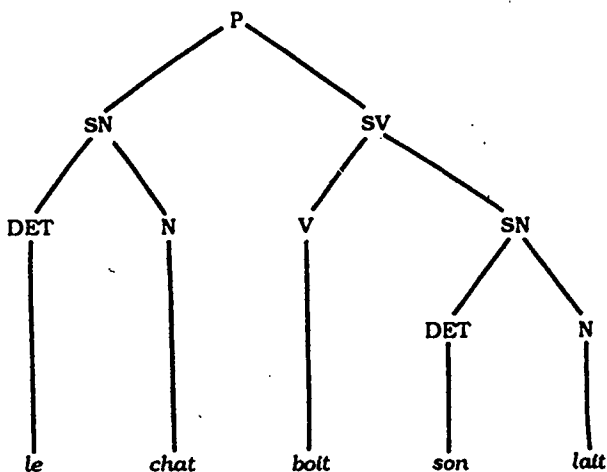 P
SN SV
DET N V SN
DET N
le chat boit son lait